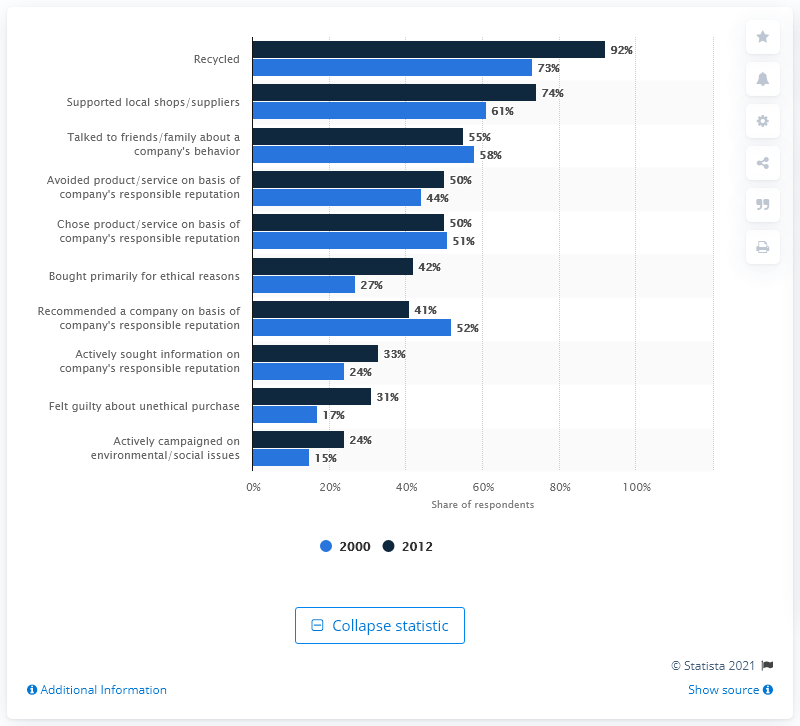 Recycled
92%
73%
Supported local shops/suppliers
74%
61%
Talked to friends/family about a
company's behavior
55%
58%
Avoided product/service on basis of
company's responsible reputation
50%
44%
Chose product/service on basis of
company's responsible reputation
50%
51%
Bought primarily for ethical reasons
42%
27%
Recommended a company on basis of
company's responsible reputation
41%
52%
Actively sought information on
company's responsible reputation
33%
24%
Felt guilty about unethical purchase
31%
17%
Actively campaigned on
environmental/social issues
24%
15%
0% 20% 40% 60% 80% 100%
Share of respondents
2000 2012
Collapse statistic
© Statista 2021
Additional Information
Show source